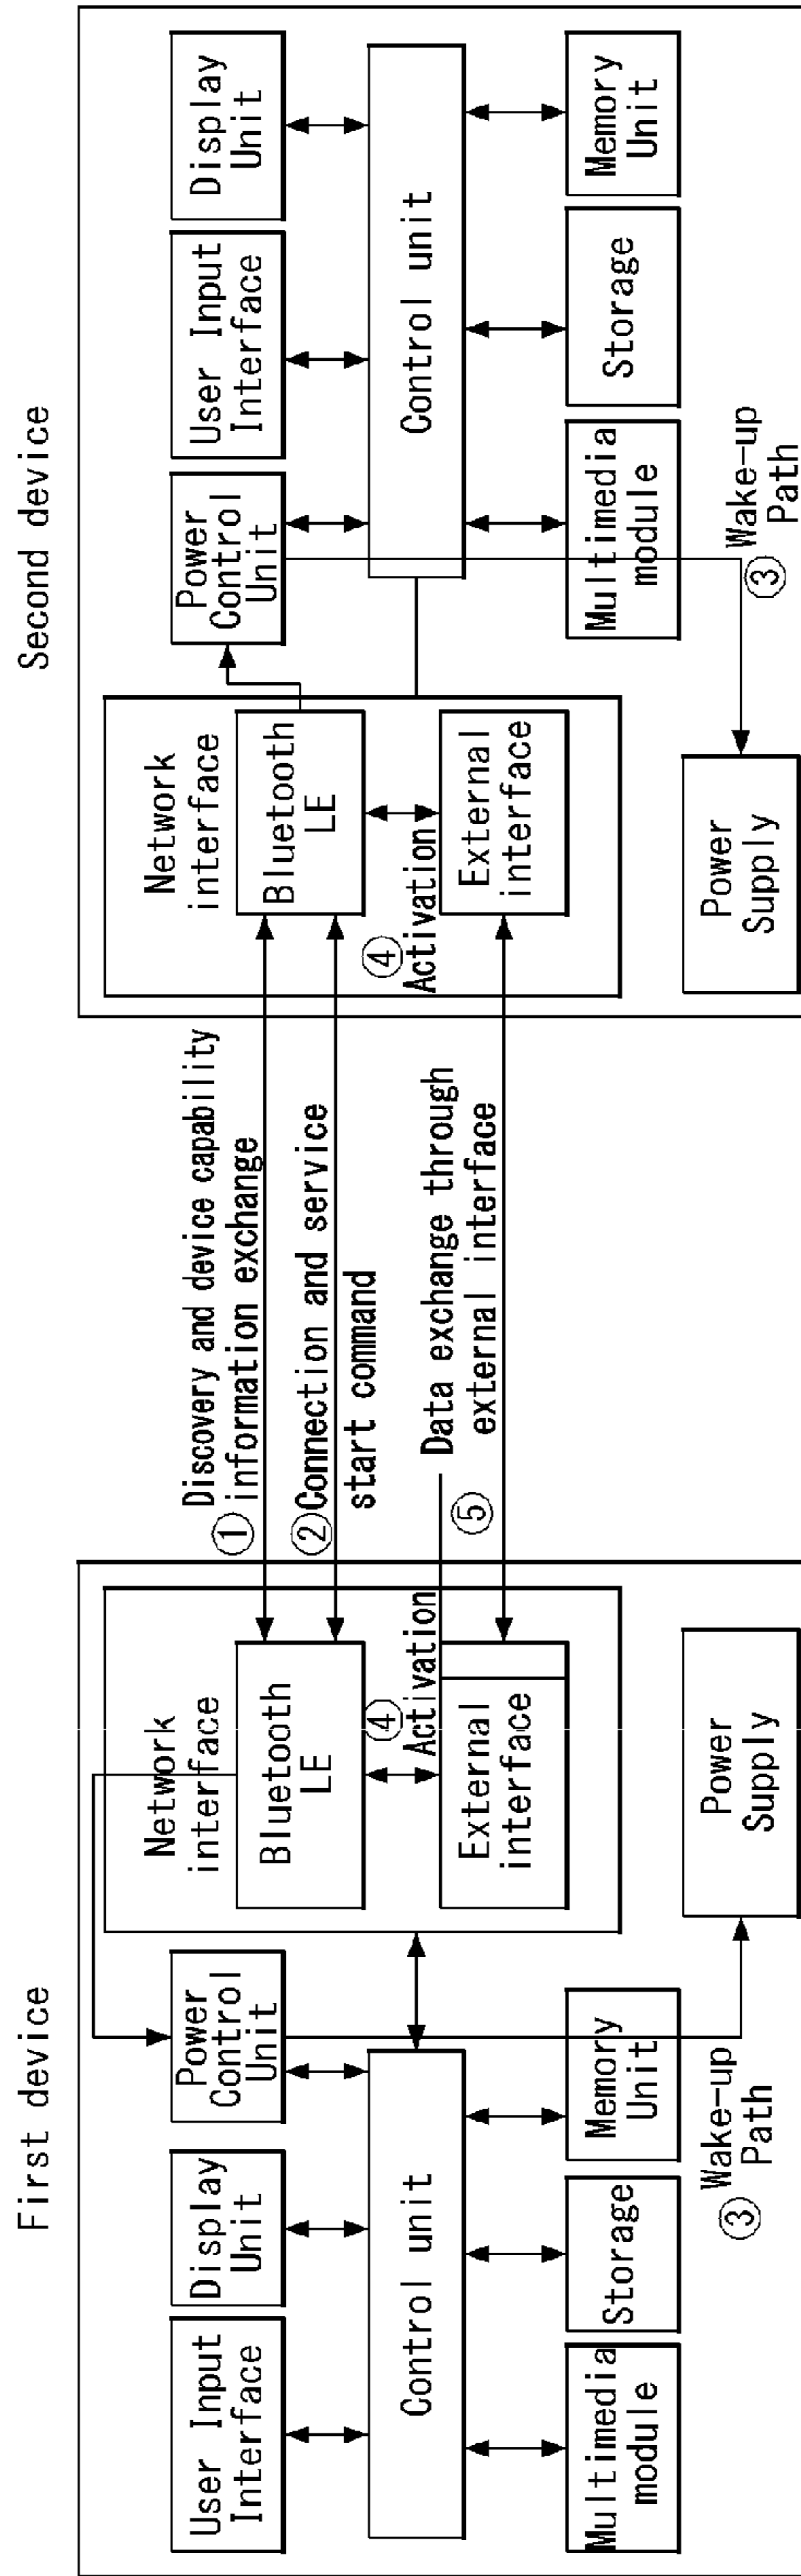 First device
Second device
User Input
Interface
Display
Unit
Power
Control
Unit
Control unit
Multimedia
module
Storage
Memory
Unit
③ Wake-up
Path
Network
interface
Bluetooth
LE
④
Activation
External
interface
Power
Supply
Discovery and device capability
① information exchange
② Connection and service
start command
Data exchange through
⑤ external interface
Network
interface
Bluetooth
LE
④
Activation
External
interface
Power
Supply
Power
Control
Unit
User Input
Interface
Display
Unit
Control unit
Multimedia
module
Storage
Memory
Unit
③ Wake-up
Path